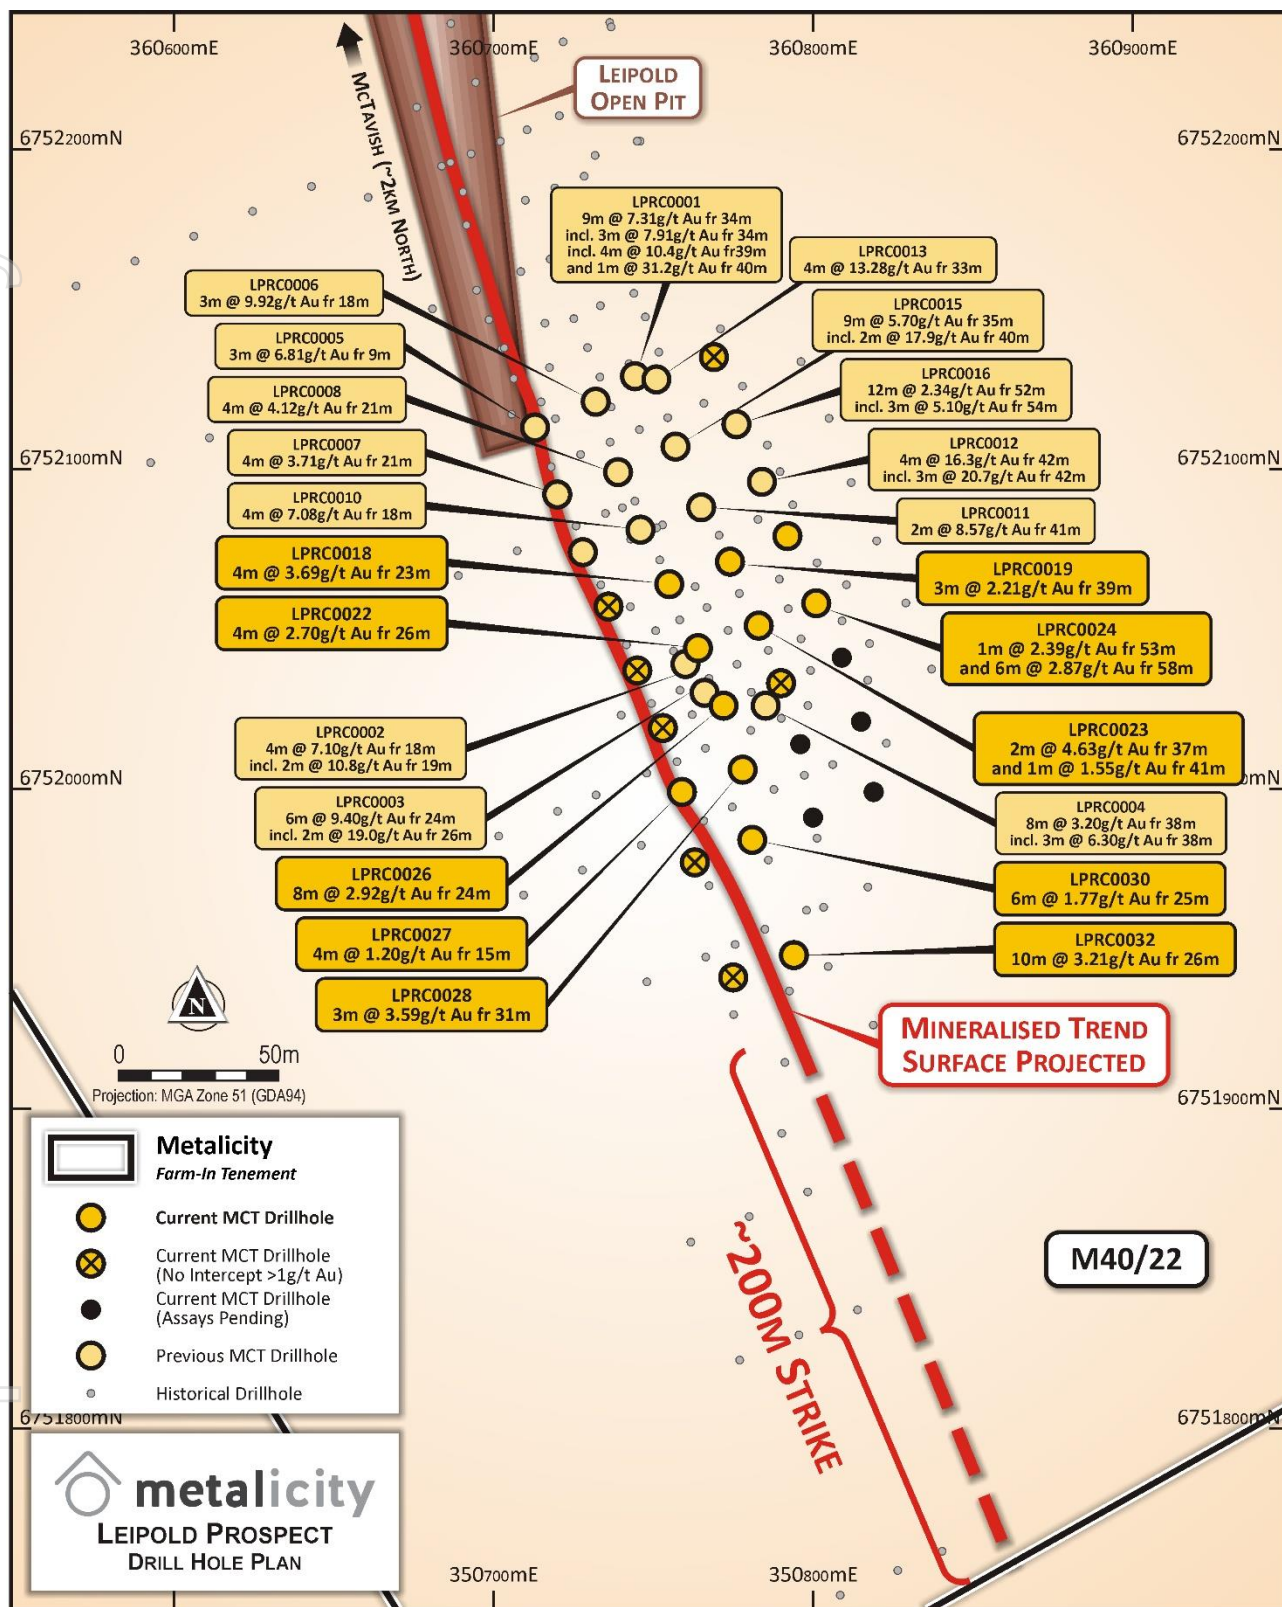 360600mE
360700mE
360800mE
360900mE
McTavish (~2km North)
Leipold
Open Pit
6752200mN
6752200mN
LPRC0001
9m @ 7.31g/t Au fr 34m
incl. 3m @ 7.91g/t Au fr 34m
incl. 4m @ 10.4g/t Au fr39m
and 1m @ 31.2g/t Au fr 40m
LPRC0013
4m @ 13.28g/t Au fr 33m
LPRC0006
3m @ 9.92g/t Au fr 18m
LPRC0015
9m @ 5.70g/t Au fr 35m
incl. 2m @ 17.9g/t Au fr 40m
LPRC0005
3m @ 6.81g/t Au fr 9m
LPRC0016
12m @ 2.34g/t Au fr 52m
incl. 3m @ 5.10g/t Au fr 54m
LPRC0008
4m @ 4.12g/t Au fr 21m
LPRC0007
4m @ 3.71g/t Au fr 21m
LPRC0012
4m @ 16.3g/t Au fr 42m
incl. 3m @ 20.7g/t Au fr 42m
6752100mN
6752100mN
LPRC0010
4m @ 7.08g/t Au fr 18m
LPRC0011
2m @ 8.57g/t Au fr 41m
LPRC0018
4m @ 3.69g/t Au fr 23m
LPRC0019
3m @ 2.21g/t Au fr 39m
LPRC0022
4m @ 2.70g/t Au fr 26m
LPRC0024
1m @ 2.39g/t Au fr 53m
and 6m @ 2.87g/t Au fr 58m
LPRC0002
4m @ 7.10g/t Au fr 18m
incl. 2m @ 10.8g/t Au fr 19m
LPRC0023
2m @ 4.63g/t Au fr 37m
and 1m @ 1.55g/t Au fr 41m
6752000mN
mN
LPRC0003
6m @ 9.40g/t Au fr 24m
incl. 2m @ 19.0g/t Au fr 26m
LPRC0004
8m @ 3.20g/t Au fr 38m
incl. 3m @ 6.30g/t Au fr 38m
LPRC0026
8m @ 2.92g/t Au fr 24m
LPRC0030
6m @ 1.77g/t Au fr 25m
LPRC0027
4m @ 1.20g/t Au fr 15m
LPRC0032
10m @ 3.21g/t Au fr 26m
LPRC0028
3m @ 3.59g/t Au fr 31m
N
0 50m
Projection: MGA Zone 51 (GDA94)
Mineralised Trend
Surface Projected
6751900mN
Metalicity
Farm-In Tenement
Current MCT Drillhole
Current MCT Drillhole
(No Intercept >1g/t Au)
Current MCT Drillhole
(Assays Pending)
Previous MCT Drillhole
Historical Drillhole
~200m Strike
M40/22
6751800mN
6751800mN
metalicity
Leipold Prospect
Drill Hole Plan
350700mE
350800mE